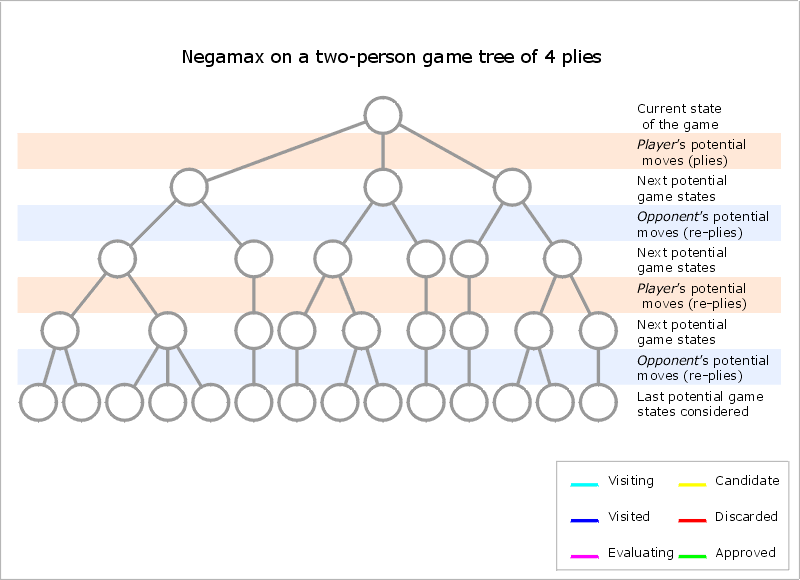 Negamax on a two-person game tree of 4 plies
Current state
of the game
Player's potential
moves (plies)
Next potential
game states
Opponent's potential
moves (re-plies)
Next potential
game states
Player's potential
moves (re-plies)
Next potential
game states
Opponent's potential
moves (re-plies)
Last potential game
states considered
Visiting
Candidate
Visited
Discarded
Evaluating
Approved